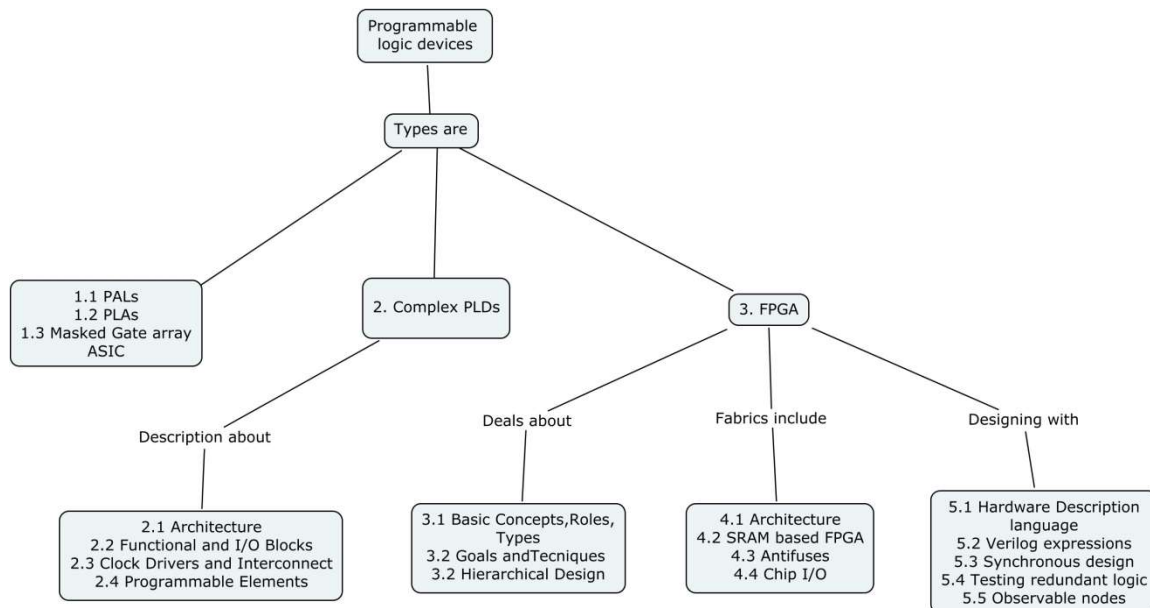 Programmable
logic devices
Types are
1.1 PALs
1.2 PLAs
1.3 Masked Gate array
ASIC
2. Complex PLDs
3. FPGA
Description about
Deals about
Fabrics include
Designing with
2.1 Architecture
2.2 Functional and I/O Blocks
2.3 Clock Drivers and Interconnect
2.4 Programmable Elements
3.1 Basic Concepts,Roles,
Types
3.2 Goals andTecniques
3.2 Hierarchical Design
4.1 Architecture
4.2 SRAM based FPGA
4.3 Antifuses
4.4 Chip I/O
5.1 Hardware Description
language
5.2 Verilog expressions
5.3 Synchronous design
5.4 Testing redundant logic
5.5 Observable nodes